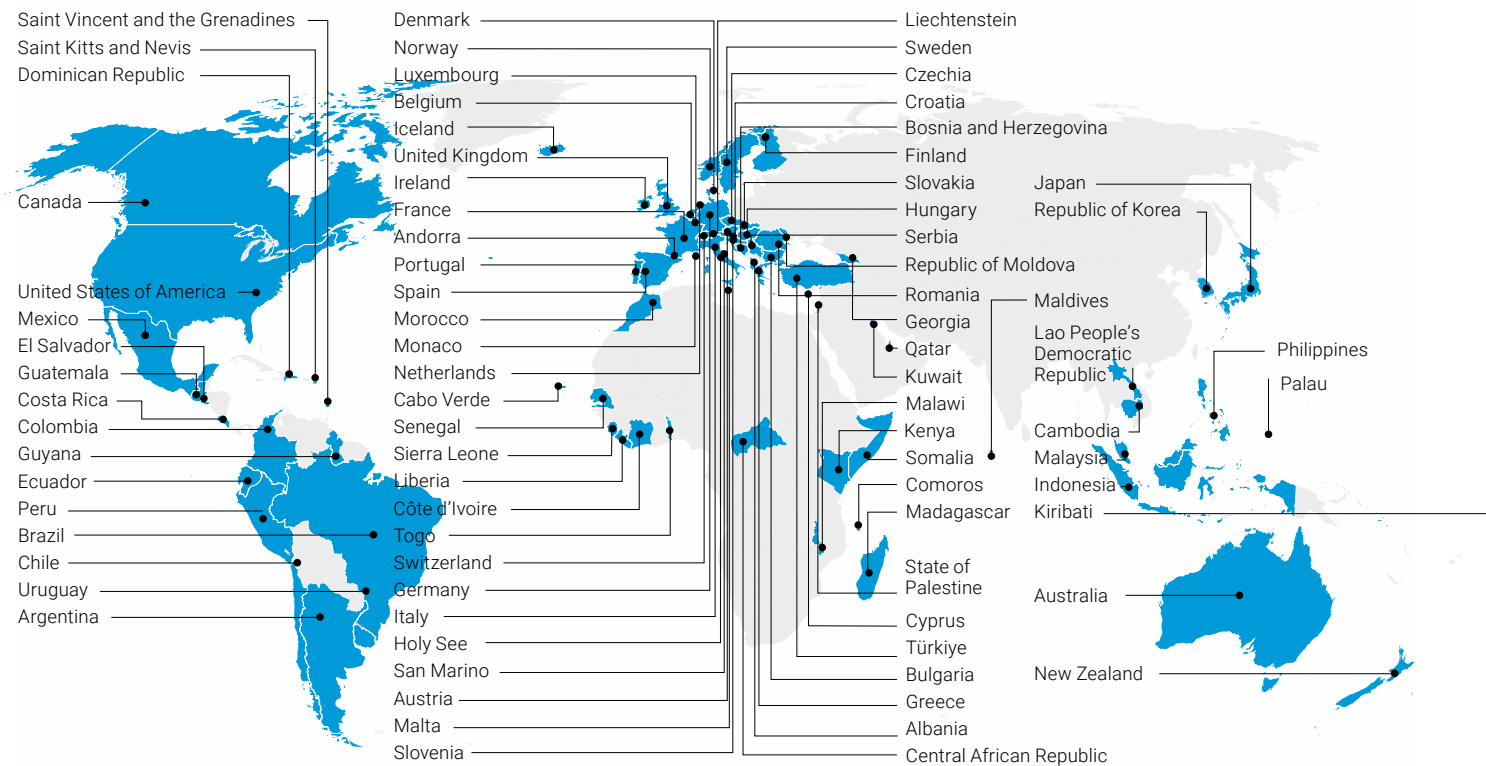 Saint Vincent and the Grenadines
Saint Kitts and Nevis
Dominican Republic
Canada
United States of America
Mexico
El Salvador
Guatemala
Costa Rica
Colombia
Guyana
Ecuador
Peru
Brazil
Chile
Uruguay
Argentina
Denmark
Norway
Luxembourg
Belgium
Iceland
United Kingdom
Ireland
France
Andorra
Portugal
Spain
Morocco
Monaco
Netherlands
Cabo Verde
Senegal
Sierra Leone
Liberia
Côte d’Ivoire
Togo
Switzerland
Germany
Italy
Holy See
San Marino
Austria
Malta
Slovenia
Liechtenstein
Sweden
Czechia
Croatia
Bosnia and Herzegovina
Finland
Slovakia
Hungary
Serbia
Republic of Moldova
Romania
Georgia
Qatar
Kuwait
Malawi
Kenya
Somalia
Comoros
Madagascar
State of
Palestine
Cyprus
Türkiye
Bulgaria
Greece
Albania
Central African Republic
Japan
Republic of Korea
Maldives
Lao People’s
Democratic
Republic
Cambodia
Malaysia
Indonesia
Kiribati
Australia
New Zealand
Philippines
Palau